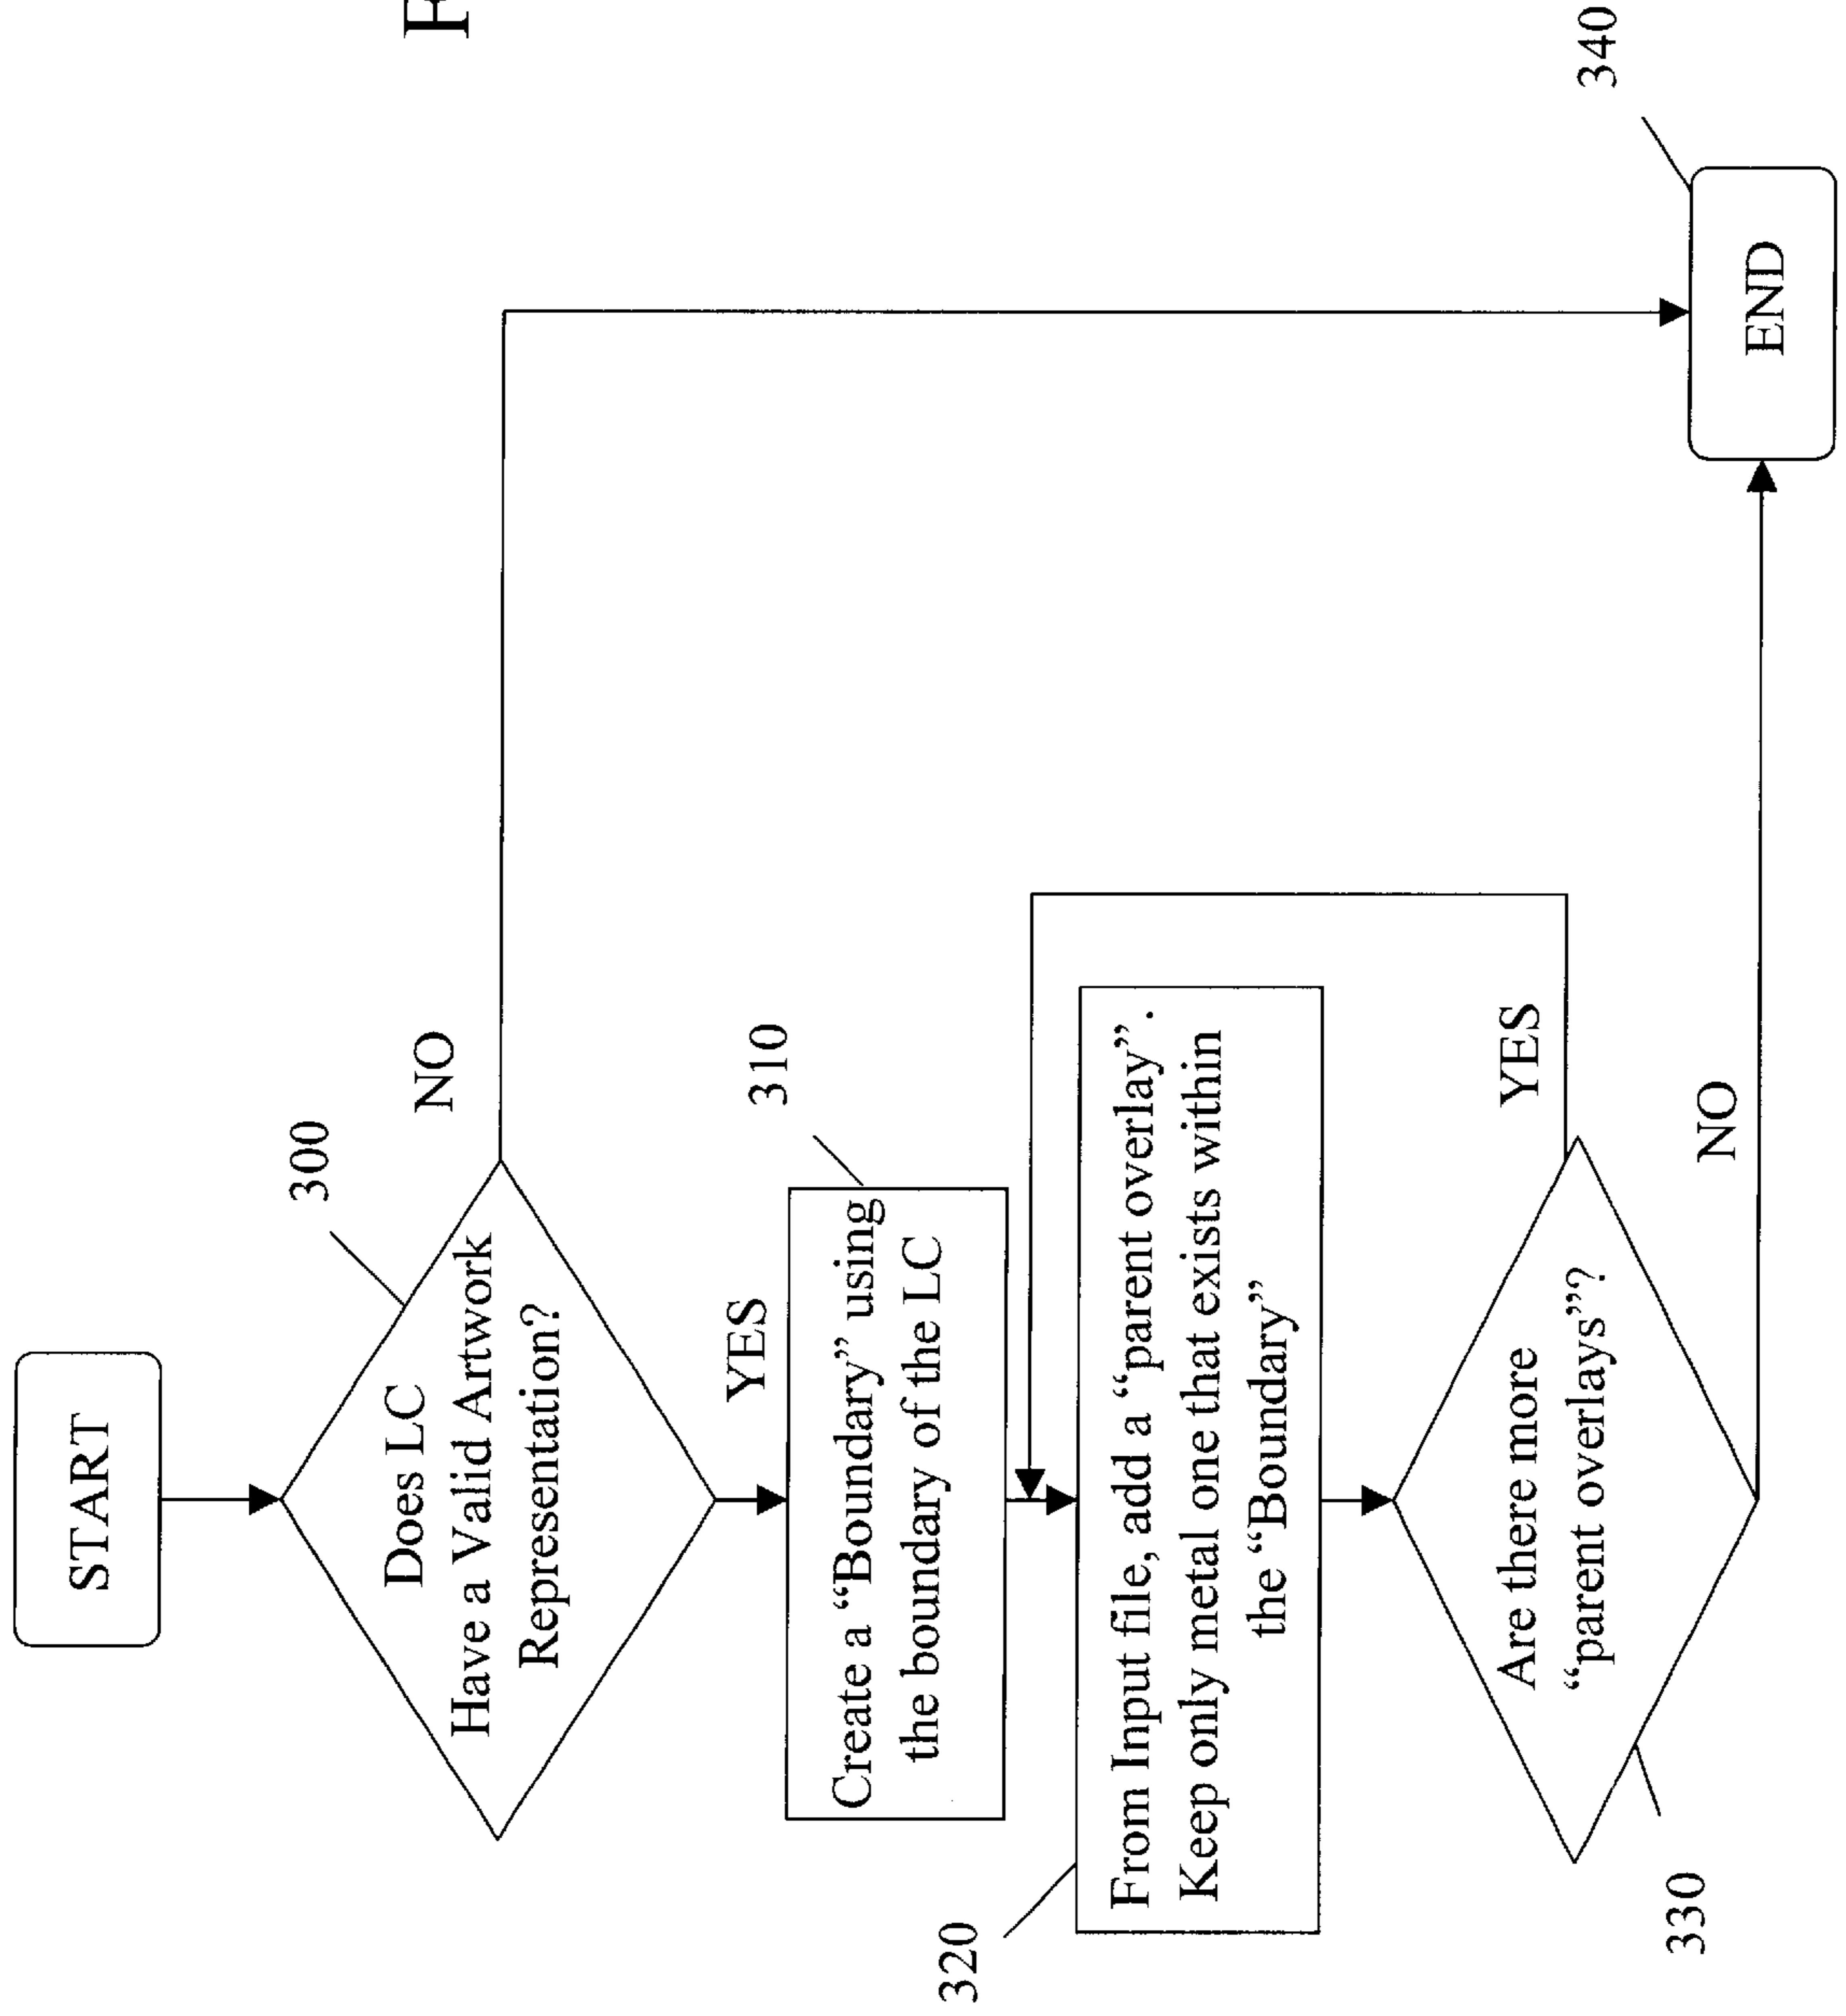 START
300
Does LC
Have a Valid Artwork
Representation?
NO
YES
310
Create a “Boundary” using
the boundary of the LC
320
From Input file, add a “parent overlay”.
Keep only metal one that exists within
the “Boundary”
Are there more
“parent overlays”?
YES
330
NO
340
END